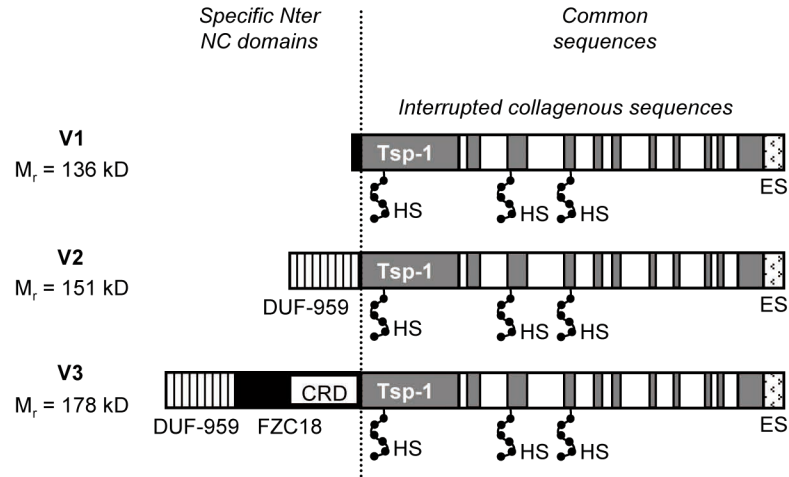 Specific Nter
NC domains
Common
sequences
Interrupted collagenous sequences
V1
Mr = 136 kD
Tsp-1
HS
HS
HS
ES
V2
Mr = 151 kD
Tsp-1
DUF-959
HS
HS
HS
ES
V3
Mr = 178 kD
CRD
Tsp-1
DUF-959
FZC18
HS
HS
HS
ES